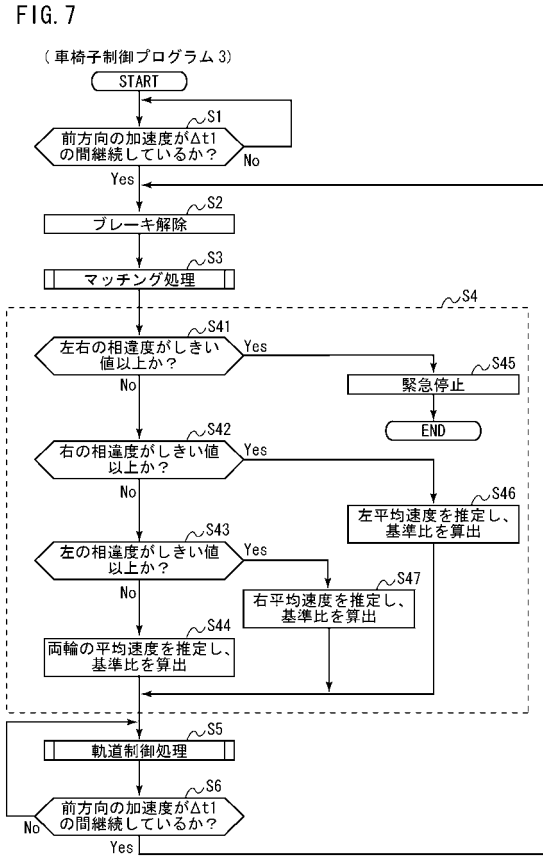 FIG. 7
(車椅子制御プログラム3)
START
S1
前方向の加速度がΔt1
の間継続しているか?
No
Yes
S2
ブレーキ解除
S3
マッチング処理
S4
S41
左右の相違度がしきい
値以上か?
Yes
No
S45
緊急停止
END
S42
右の相違度がしきい値
以上か?
Yes
No
S46
左平均速度を推定し、
基準比を算出
S43
左の相違度がしきい値
以上か?
Yes
No
S47
右平均速度を推定し、
基準比を算出
S44
両輪の平均速度を推定し、
基準比を算出
S5
軌道制御処理
S6
前方向の加速度がΔt1
の間継続しているか?
No
Yes